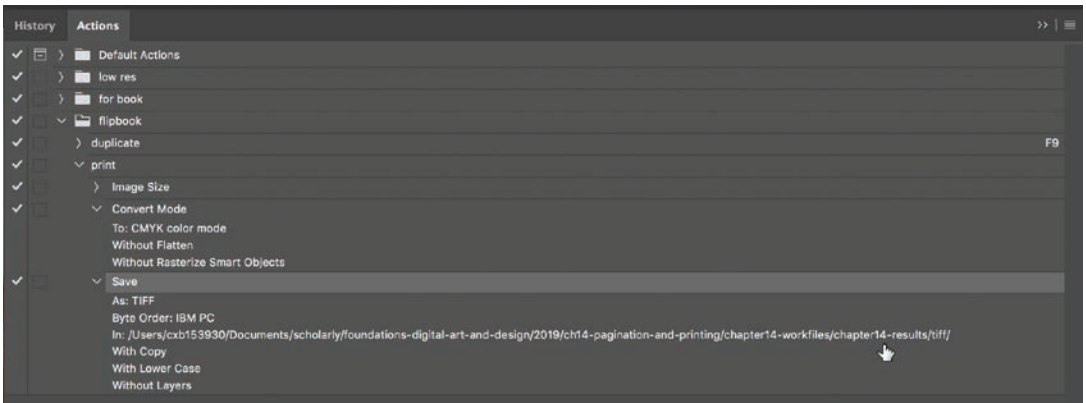 History Actions
Default Actions
low res
for book
flipbook
duplicate F9
print
Image Size
Convert Mode
To: CMYK color mode
Without Flatten
Without Rasterize Smart Objects
Save
As: TIFF
Byte Order: IBM PC
In: /Users/cxb153930/Documents/scholarly/foundations-digital-art-and-design/2019/ch14-pagination-and-printing/chapter14-workfiles/chapter14-results/tiff/
With Copy
With Lower Case
Without Layers